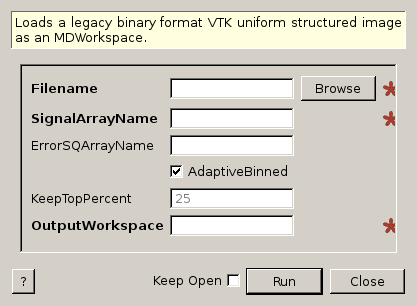 Loads a legacy binary format VTK uniform structured image
as an MDWorkspace.
Filename Browse
SignalArrayName
ErrorSQArrayName
AdaptiveBinned
KeepTopPercent 25
OutputWorkspace
? Keep Open Run Close